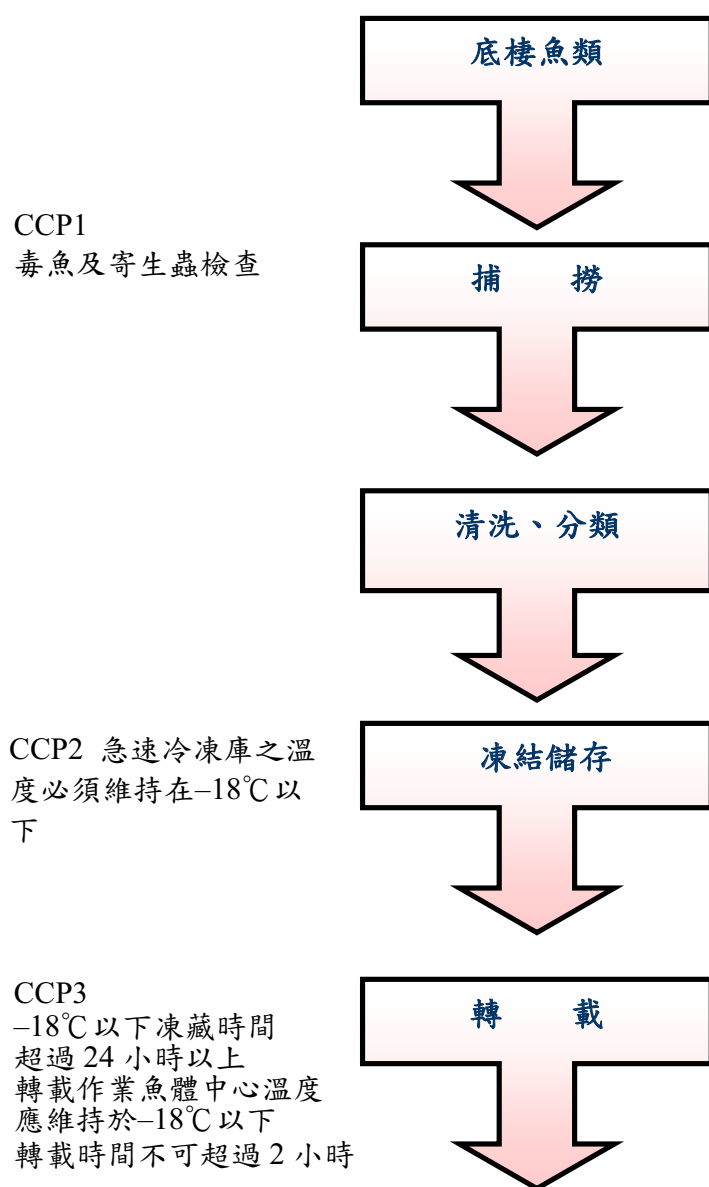 底棲魚類
CCP1
毒魚及寄生蟲檢查
捕 撈
清洗、分類
CCP2 急速冷凍庫之溫
度必須維持在–18℃以
下
凍結儲存
CCP3
–18℃以下凍藏時間
超過 24 小時以上
轉載作業魚體中心溫度
應維持於–18℃以下
轉載時間不可超過 2 小時
轉 載